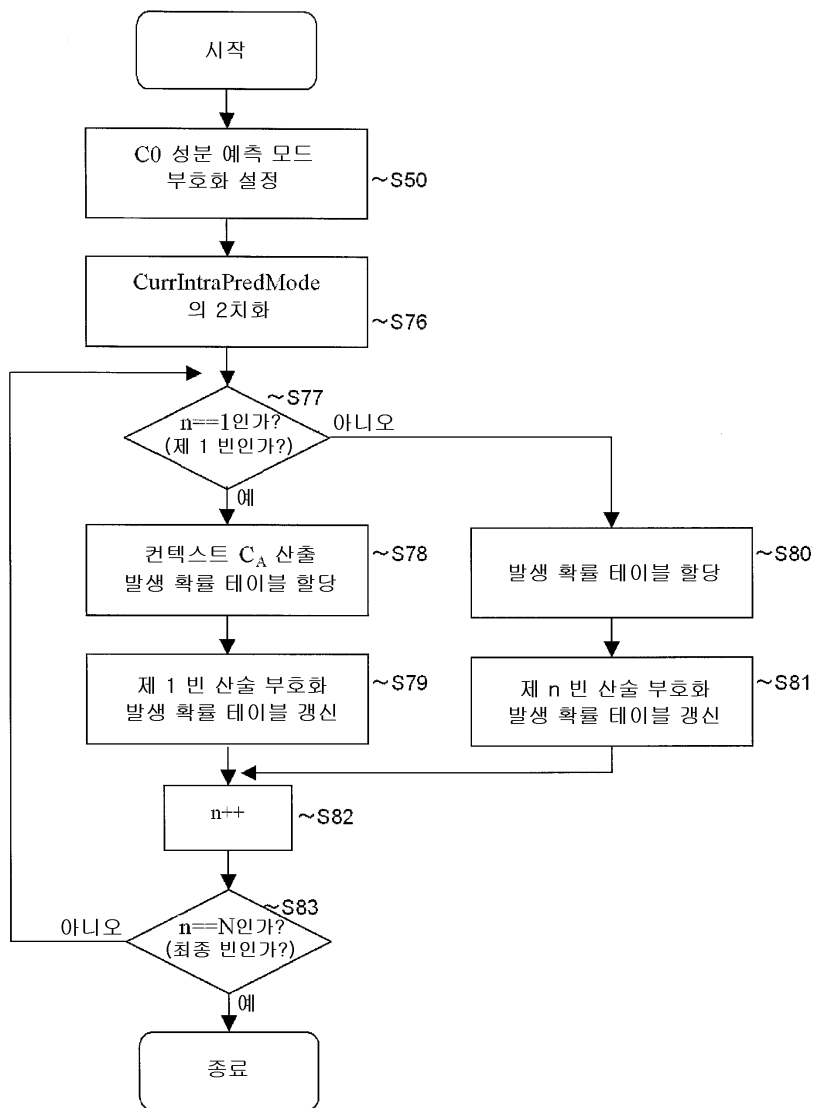 시작
C0 성분 예측 모드
부호화 설정
~S50
CurrIntraPredMode
의 2치화
~S76
~S77
n==1인가?
(제 1 빈인가?)
아니오
예
컨텍스트 C_A 산출
발생 확률 테이블 할당
~S78
발생 확률 테이블 할당
~S80
제 1 빈 산술 부호화
발생 확률 테이블 갱신
~S79
제 n 빈 산술 부호화
발생 확률 테이블 갱신
~S81
n++
~S82
~S83
n==N인가?
(최종 빈인가?)
아니오
예
종료